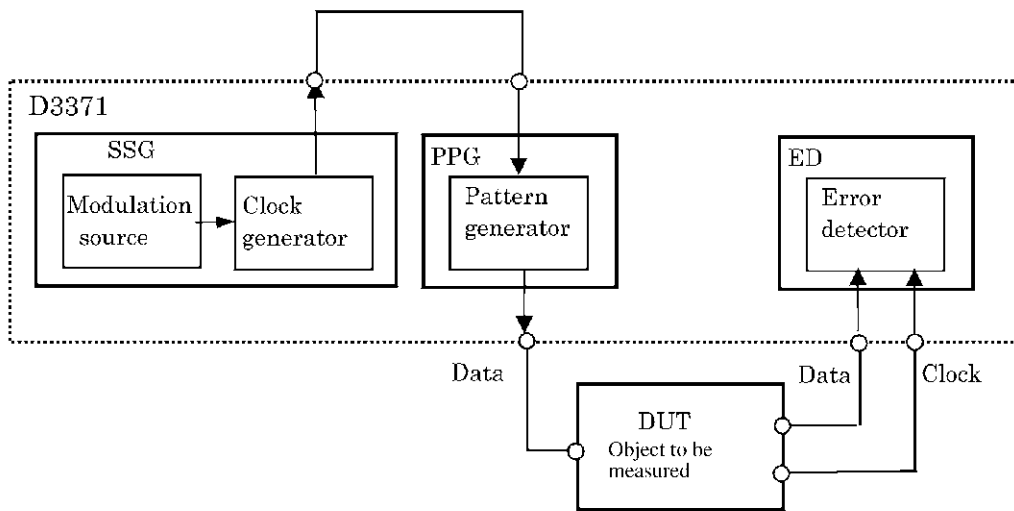 D3371
SSG
PPG
ED
Modulation
source
Clock
generator
Pattern
generator
Error
detector
Data
Data
Clock
DUT
Object to be
measured